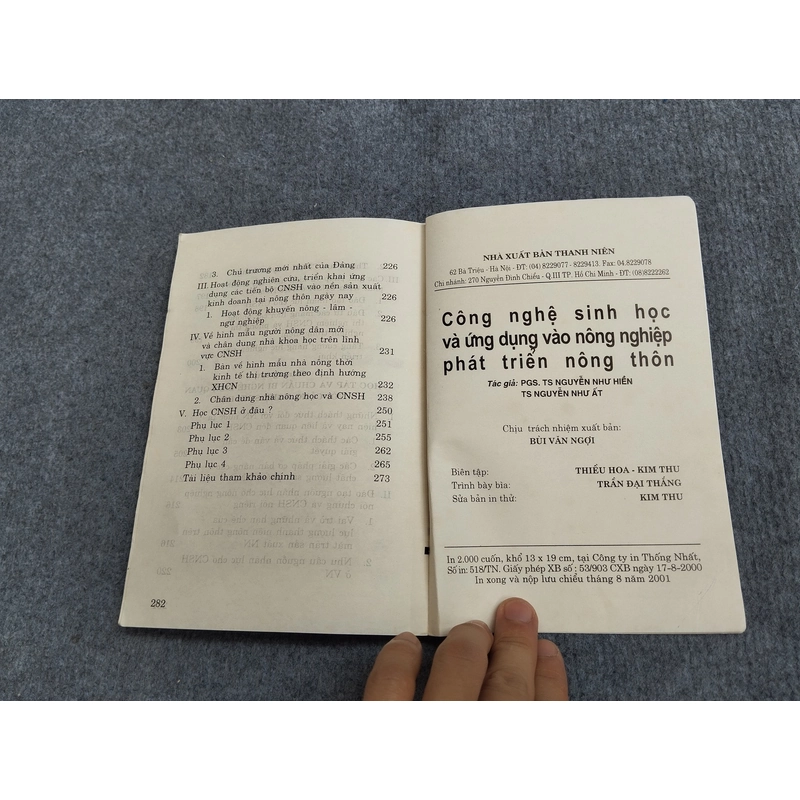 3. Chủ trương mới nhất của Đảng 226
III. Hoạt động nghiên cứu, triển khai ứng
dụng các tiến bộ CNSH vào nền sản xuất
kinh doanh tại nông thôn ngày nay 226
1. Hoạt động khuyến nông - lâm -
ngư nghiệp 226
IV. Về hình mẫu người nông dân mới
và chân dung nhà khoa học trên lĩnh
vực CNSH 231
1. Bàn về hình mẫu nhà nông thời
kinh tế thị trường theo định hướng
XHCN 232
2. Chân dung nhà nông học và CNSH 238
V. Học CNSH ở đâu ? 250
Phụ lục 1 251
Phụ lục 2 255
Phụ lục 3 262
Phụ lục 4 265
Tài liệu tham khảo chính 273
282
NHÀ XUẤT BẢN THANH NIÊN
62 Bà Triệu - Hà Nội - ĐT: (04) 8229077 - 8229413. Fax: 04.8229078
Chi nhánh: 270 Nguyễn Đình Chiểu - Q.III TP. Hồ Chí Minh - ĐT: (08)8222262
Công nghệ sinh học
và ứng dụng vào nông nghiệp
phát triển nông thôn
Tác giả: PGS. TS NGUYỄN NHƯ HIỀN
TS NGUYỄN NHƯ ẤT
Chịu trách nhiệm xuất bản:
BÙI VĂN NGỢI
Biên tập: THIỀU HOA - KIM THU
Trình bày bìa: TRẦN ĐẠI THẮNG
Sửa bản in thử: KIM THU
In 2.000 cuốn, khổ 13 x 19 cm, tại Công ty in Thống Nhất,
Số in: 518/TN. Giấy phép XB số : 53/903 CXB ngày 17-8-2000
In xong và nộp lưu chiểu tháng 8 năm 2001